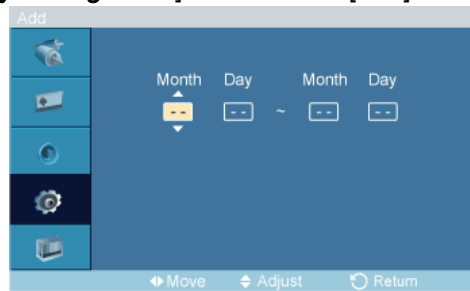 Add
Month Day Month Day
-- -- ~ -- --
Move Adjust Return